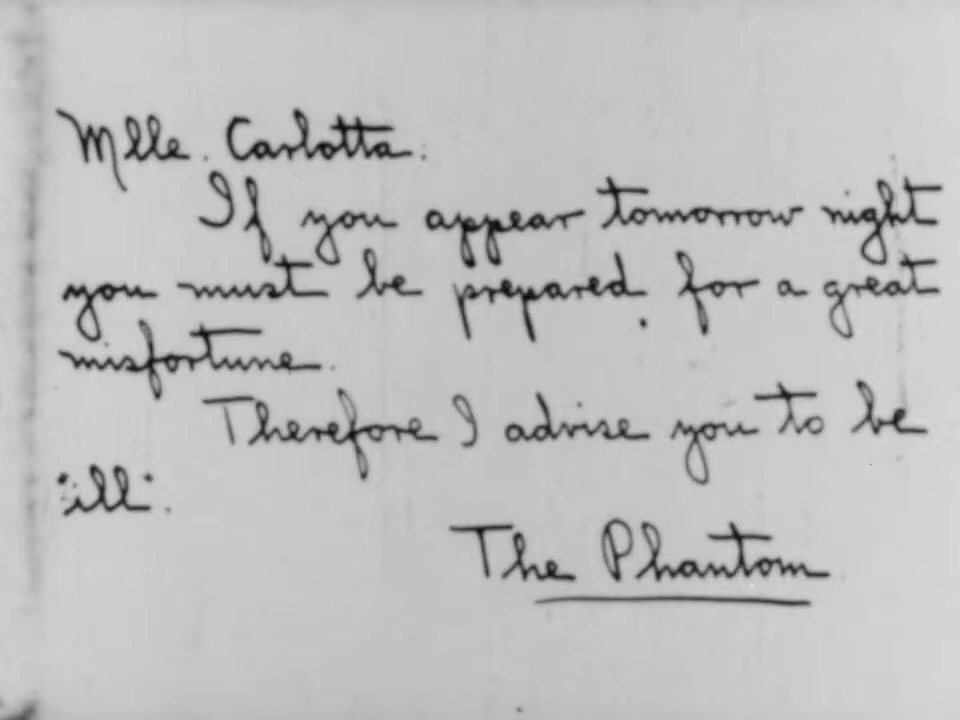 Mlle. Carlotta:
If you appear tomorrow night
you must be prepared for a great
misfortune.
Therefore I advise you to be
"ill".
The Phantom